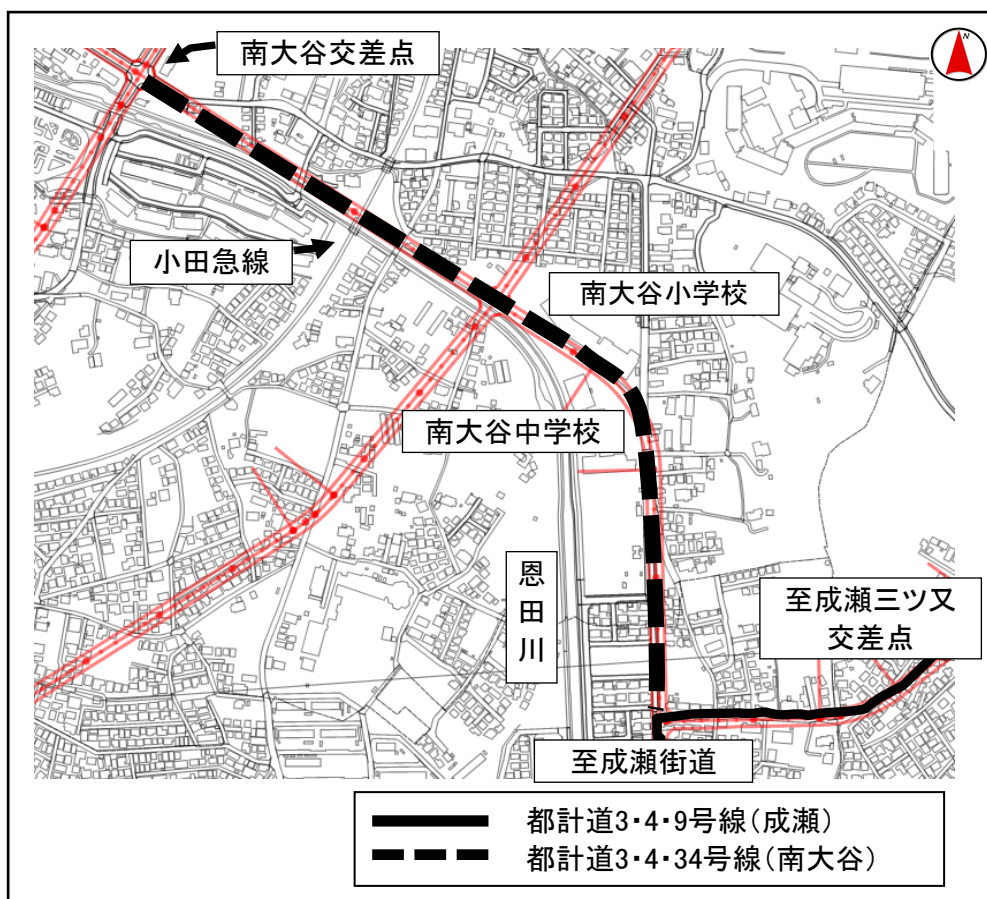 N
南大谷交差点
小田急線
南大谷小学校
南大谷中学校
恩田川
至成瀬三ツ又
交差点
至成瀬街道
都計道3・4・9号線(成瀬)
都計道3・4・34号線(南大谷)